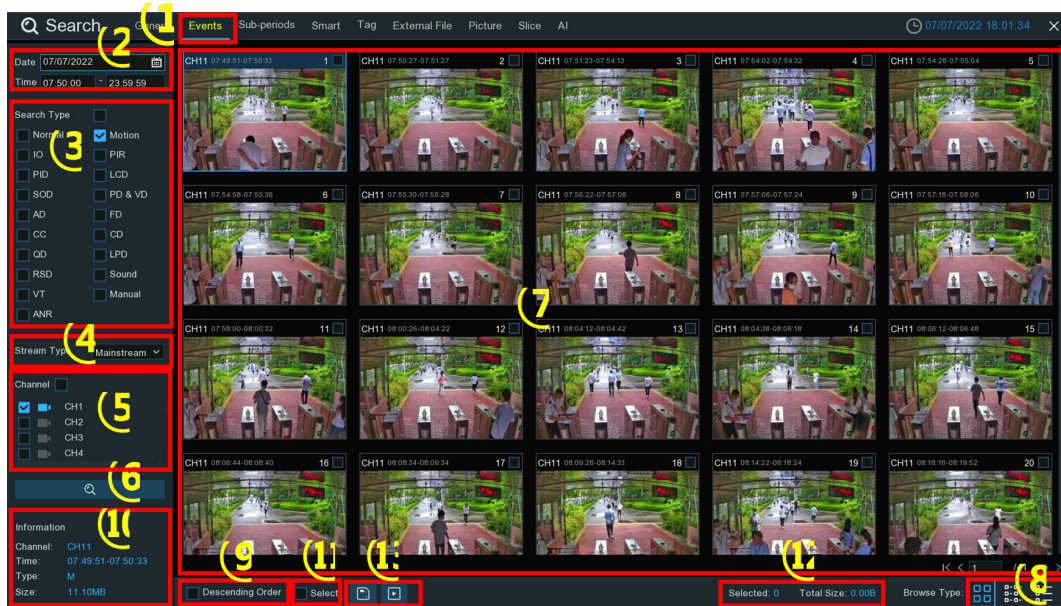 Search
General
Events
Sub-periods
Smart
Tag
External File
Picture
Slice
AI
07/07/2022 18:01:34
(1
(2
Date 07/07/2022
Time 07:50:00 - 23:59:59
Search Type
(3
Normal Motion
IO PIR
PID LCD
SOD PD & VD
AD FD
CC CD
QD LPD
RSD Sound
VT Manual
ANR
(4
Stream Type Mainstream
Channel
(5
CH1
CH2
CH3
CH4
(6
(10
Information
Channel: CH11
Time: 07:49:51-07:50:33
Type: M
Size: 11.10MB
CH11 07:49:51-07:50:33 1
CH11 07:50:27-07:51:27 2
CH11 07:51:23-07:54:13 3
CH11 07:54:02-07:54:32 4
CH11 07:54:28-07:55:04 5
CH11 07:54:58-07:55:36 6
CH11 07:55:30-07:56:28 7
CH11 07:56:22-07:57:06 8
CH11 07:57:06-07:57:24 9
CH11 07:57:18-07:58:06 10
(7
CH11 07:58:00-08:00:32 11
CH11 08:00:26-08:04:22 12
CH11 08:04:12-08:04:42 13
CH11 08:04:38-08:06:18 14
CH11 08:06:12-08:06:48 15
CH11 08:06:44-08:08:40 16
CH11 08:08:34-08:09:34 17
CH11 08:09:28-08:14:33 18
CH11 08:14:22-08:18:24 19
CH11 08:18:18-08:19:52 20
1
(9
(11
(12
(8
Descending Order
Select
Selected: 0 Total Size: 0.00B
Browse Type: